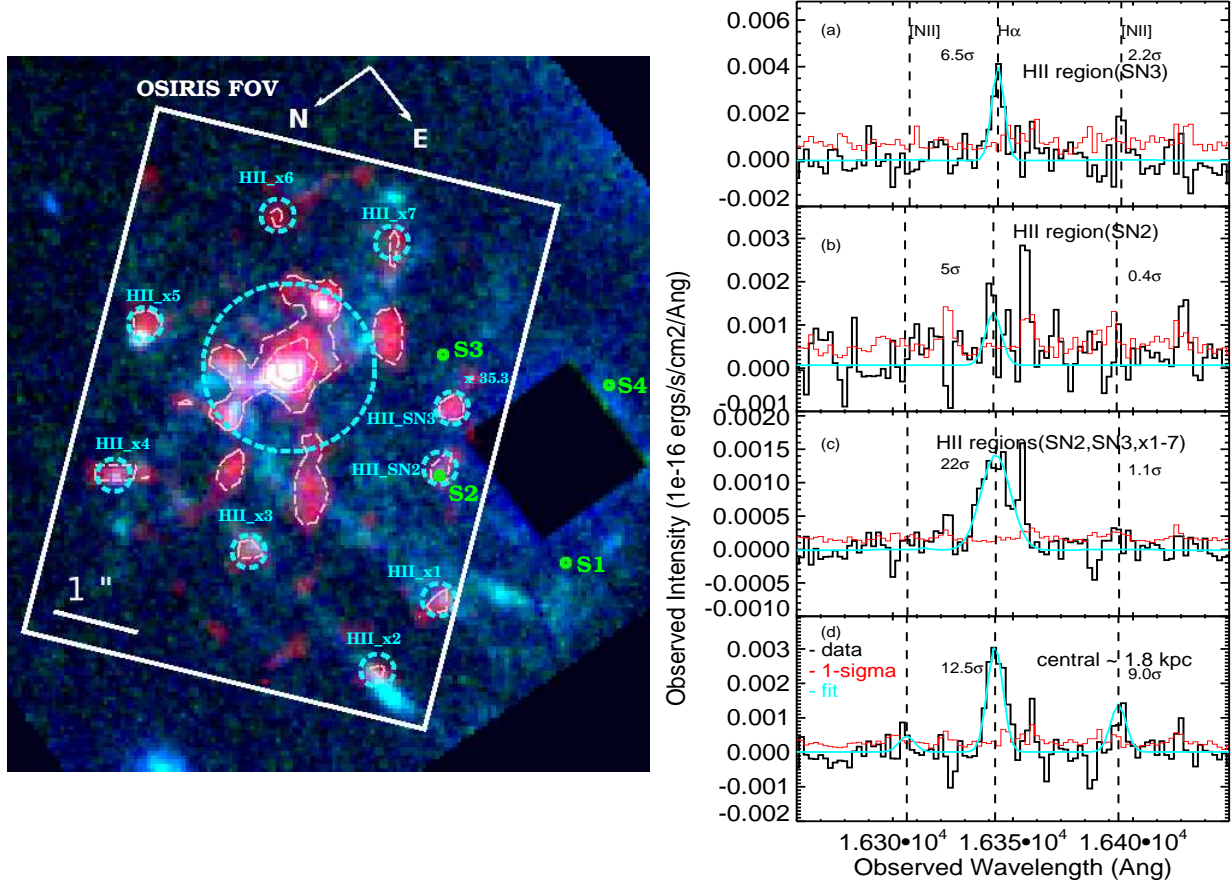 OSIRIS FOV
N
E
HII_x6
HII_x7
HII_x5
S3
S4
x 35.3
HII_SN3
HII_x4
HII_SN2
S2
HII_x3
S1
HII_x1
1 "
HII_x2
Observed Intensity (1e-16 ergs/s/cm2/Ang)
0.006
0.004
0.002
0.000
-0.002
(a)
[NII]
Hα
[NII]
6.5σ
2.2σ
HII region(SN3)
0.003
0.002
0.001
0.000
-0.001
(b)
HII region(SN2)
5σ
0.4σ
0.0020
0.0015
0.0010
0.0005
0.0000
-0.0005
-0.0010
(c)
HII regions(SN2,SN3,x1-7)
22σ
1.1σ
0.004
0.003
0.002
0.001
0.000
-0.001
-0.002
(d)
- data
- 1-sigma
- fit
12.5σ
central ~ 1.8 kpc
9.0σ
1.630•10⁴
1.635•10⁴
1.640•10⁴
Observed Wavelength (Ang)